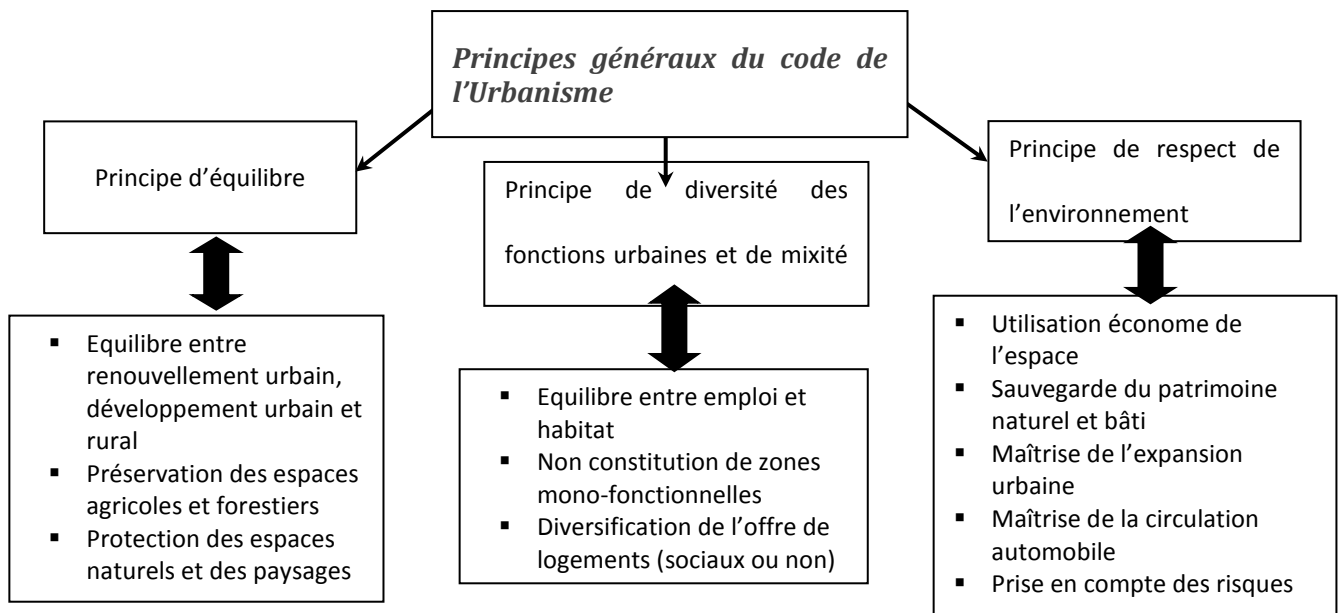 Principes généraux du code de
l'Urbanisme
Principe d'équilibre
Principe de diversité des
fonctions urbaines et de mixité
Principe de respect de
l'environnement
▪ Equilibre entre
renouvellement urbain,
développement urbain et
rural
▪ Préservation des espaces
agricoles et forestiers
▪ Protection des espaces
naturels et des paysages
▪ Equilibre entre emploi et
habitat
▪ Non constitution de zones
mono-fonctionnelles
▪ Diversification de l'offre de
logements (sociaux ou non)
▪ Utilisation économe de
l'espace
▪ Sauvegarde du patrimoine
naturel et bâti
▪ Maîtrise de l'expansion
urbaine
▪ Maîtrise de la circulation
automobile
▪ Prise en compte des risques